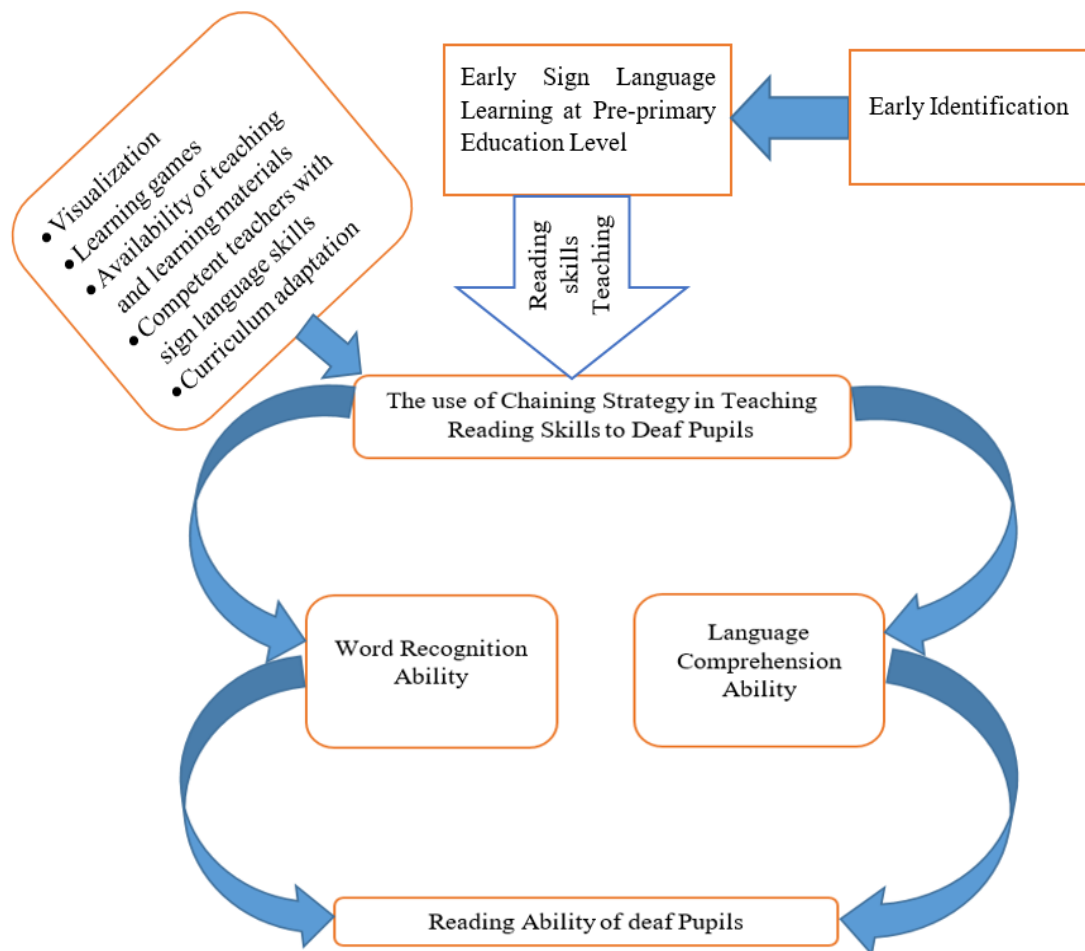 Early Sign Language
Learning at Pre-primary
Education Level
Early Identification
• Visualization
• Learning games
• Availability of teaching
and learning materials
• Competent teachers with
sign language skills
• Curriculum adaptation
Reading
skills
Teaching
The use of Chaining Strategy in Teaching
Reading Skills to Deaf Pupils
Word Recognition
Ability
Language
Comprehension
Ability
Reading Ability of deaf Pupils